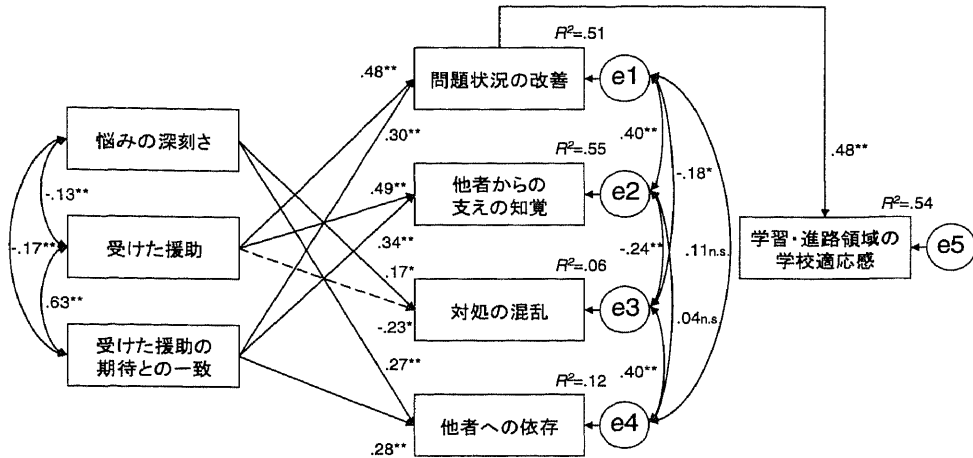 R²=.51
.48**
問題状況の改善
e1
.30**
.40**
悩みの深刻さ
R²=.55
-.18*
.48**
-.13**
.49**
他者からの
支えの知覚
e2
R²=.54
-.17**
受けた援助
.34**
-.24**
.11n.s.
学習・進路領域の
学校適応感
e5
.17*
R²=.06
.63**
対処の混乱
e3
.04n.s.
-.23*
受けた援助の
期待との一致
.27**
R²=.12
.40**
他者への依存
e4
.28**